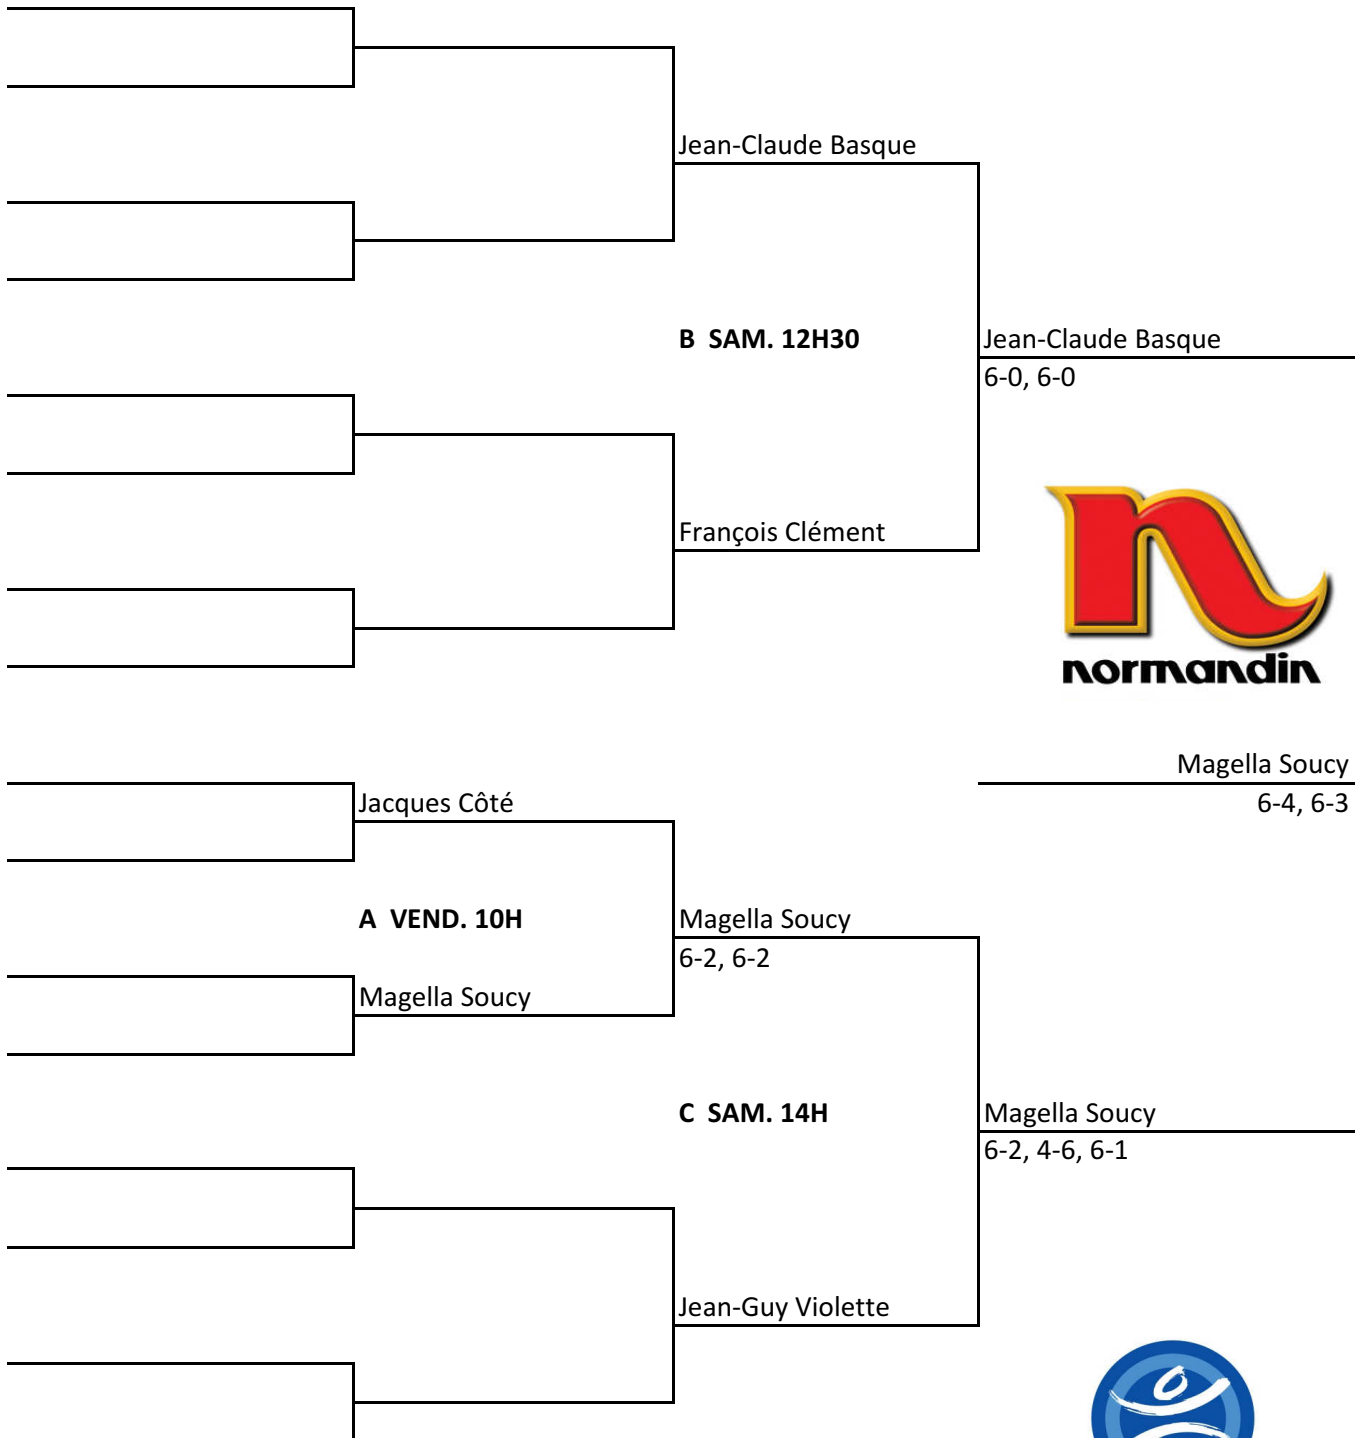 Jean-Claude Basque
B  SAM. 12H30
Jean-Claude Basque
6-0, 6-0
François Clément
normandin
Magella Soucy
6-4, 6-3
Jacques Côté
A  VEND. 10H
Magella Soucy
6-2, 6-2
Magella Soucy
C  SAM. 14H
Magella Soucy
6-2, 4-6, 6-1
Jean-Guy Violette